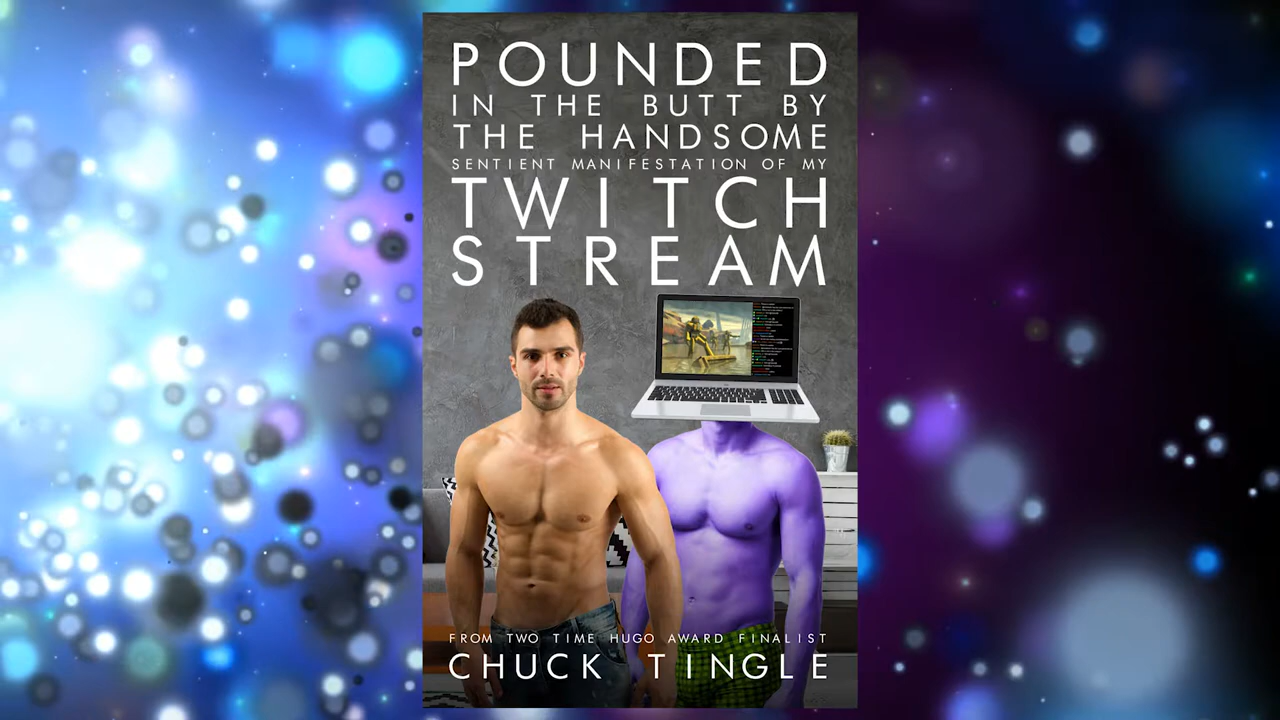 POUNDED
IN THE BUTT BY
THE HANDSOME
SENTIENT MANIFESTATION OF MY
TWITCH
STREAM
FROM TWO TIME HUGO AWARD FINALIST
CHUCK TINGLE